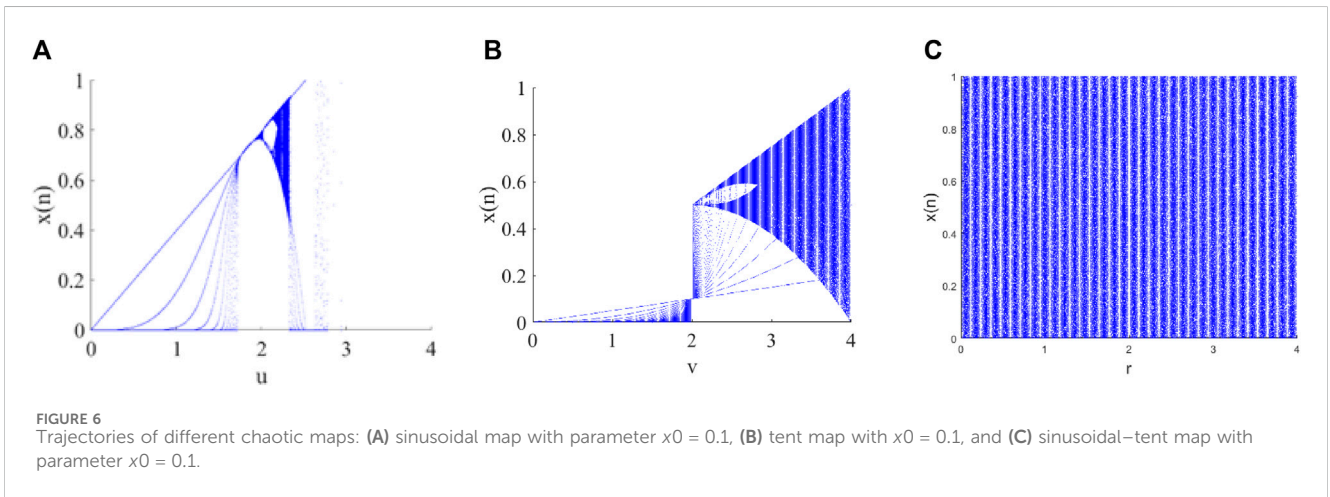 A
B
C
x(n)
1
0.8
0.6
0.4
0.2
0
0 1 2 3 4
u
x(n)
1
0.8
0.6
0.4
0.2
0
0 1 2 3 4
v
x(n)
1
0.8
0.6
0.4
0.2
0
0 1 2 3 4
r
FIGURE 6
Trajectories of different chaotic maps: (A) sinusoidal map with parameter x0 = 0.1, (B) tent map with x0 = 0.1, and (C) sinusoidal–tent map with
parameter x0 = 0.1.